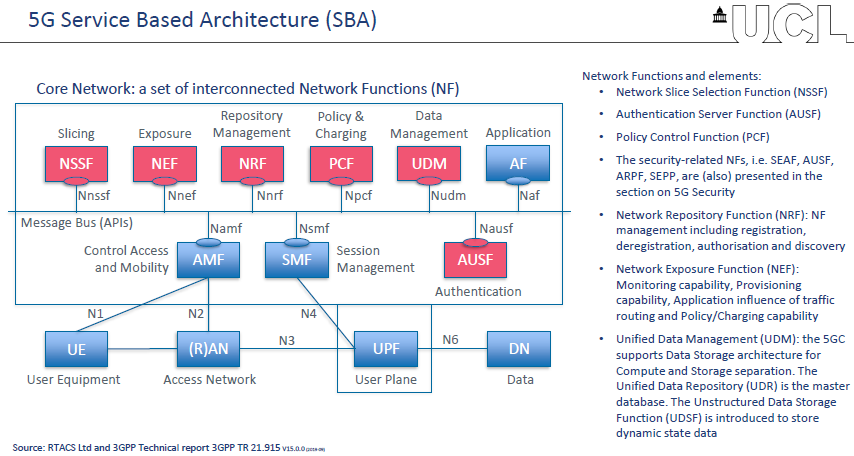 5G Service Based Architecture (SBA)
UCL
Core Network: a set of interconnected Network Functions (NF)
Slicing
Exposure
Repository
Management
Policy &
Charging
Data
Management
Application
NSSF
NEF
NRF
PCF
UDM
AF
Nnssf
Nnef
Nnrf
Npcf
Nudm
Naf
Message Bus (APIs)
Namf
Nsmf
Nausf
Control Access
and Mobility
AMF
SMF
Session
Management
AUSF
Authentication
N1
N2
N4
UE
(R)AN
N3
UPF
N6
DN
User Equipment
Access Network
User Plane
Data
Network Functions and elements:
• Network Slice Selection Function (NSSF)
• Authentication Server Function (AUSF)
• Policy Control Function (PCF)
• The security-related NFs, i.e. SEAF, AUSF,
ARPF, SEPP, are (also) presented in the
section on 5G Security
• Network Repository Function (NRF): NF
management including registration,
deregistration, authorisation and discovery
• Network Exposure Function (NEF):
Monitoring capability, Provisioning
capability, Application influence of traffic
routing and Policy/Charging capability
• Unified Data Management (UDM): the 5GC
supports Data Storage architecture for
Compute and Storage separation. The
Unified Data Repository (UDR) is the master
database. The Unstructured Data Storage
Function (UDSF) is introduced to store
dynamic state data
Source: RTACS Ltd and 3GPP Technical report 3GPP TR 21.915 V15.0.0